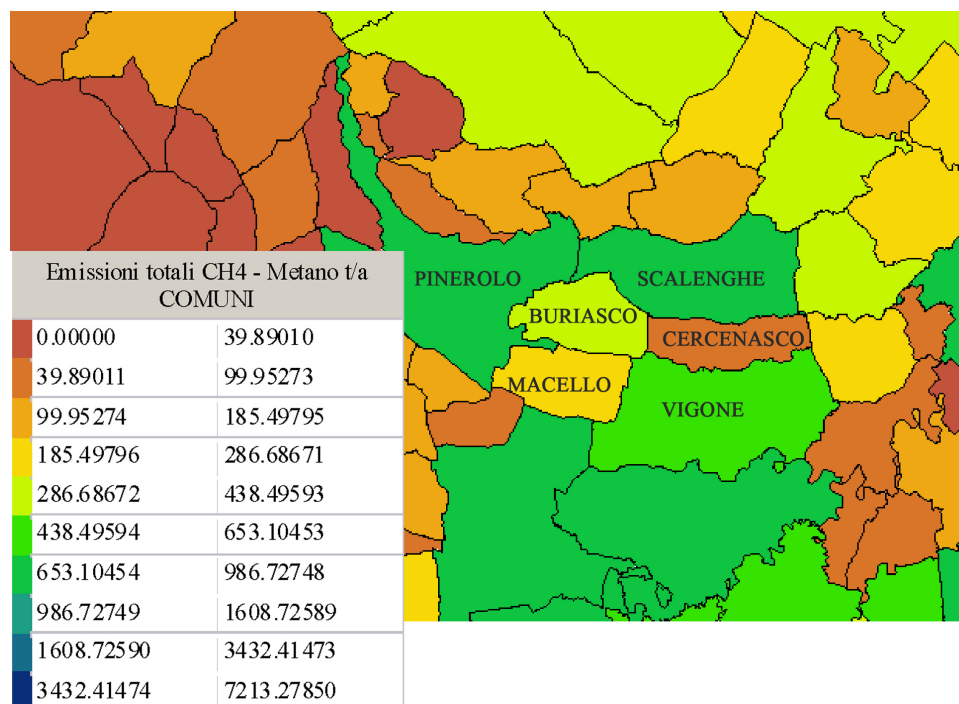 PINEROLO
SCALENGHE
BURIASCO
CERCENASCO
MACELLO
VIGONE
Emissioni totali CH4 - Metano t/a
COMUNI
0.00000 39.89010
39.89011 99.95273
99.95274 185.49795
185.49796 286.68671
286.68672 438.49593
438.49594 653.10453
653.10454 986.72748
986.72749 1608.72589
1608.72590 3432.41473
3432.41474 7213.27850